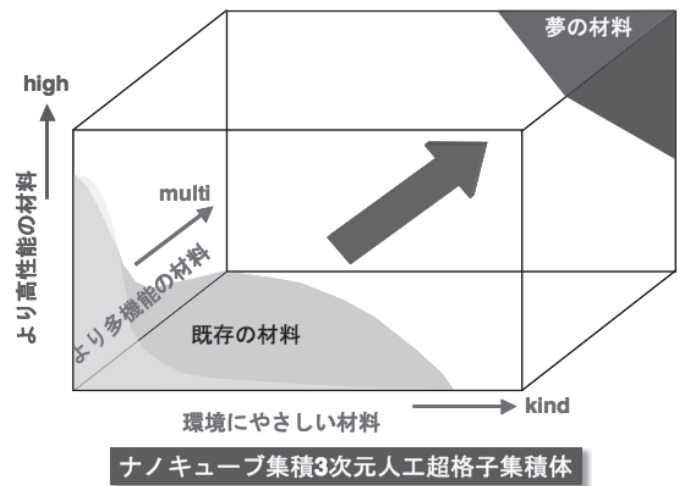 夢の材料
high
より高性能の材料
multi
より多機能の材料
既存の材料
環境にやさしい材料
kind
ナノキューブ集積3次元人工超格子集積体